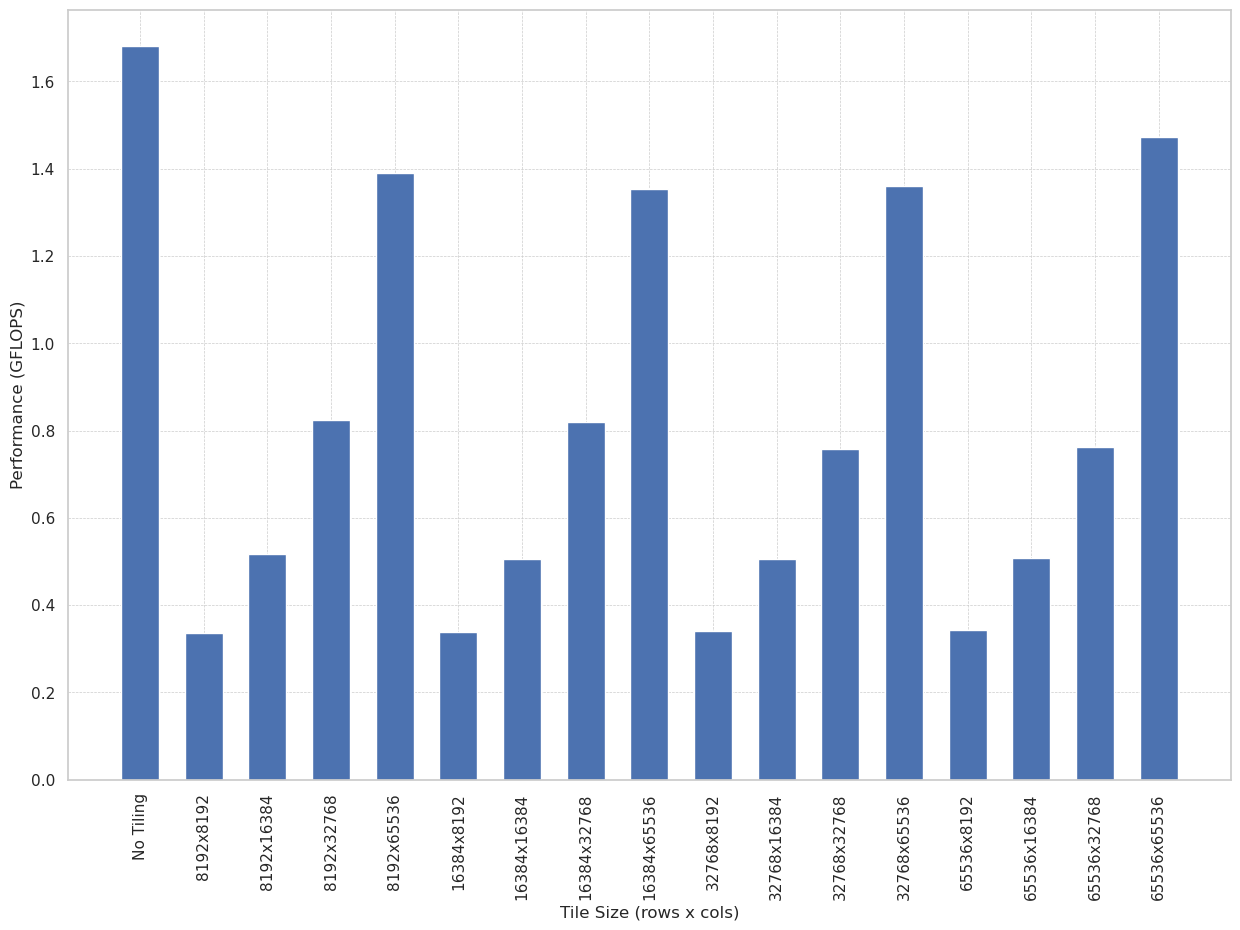 Performance (GFLOPS)
1.6
1.4
1.2
1.0
0.8
0.6
0.4
0.2
0.0
No Tiling
8192x8192
8192x16384
8192x32768
8192x65536
16384x8192
16384x16384
16384x32768
16384x65536
32768x8192
32768x16384
32768x32768
32768x65536
65536x8192
65536x16384
65536x32768
65536x65536
Tile Size (rows x cols)